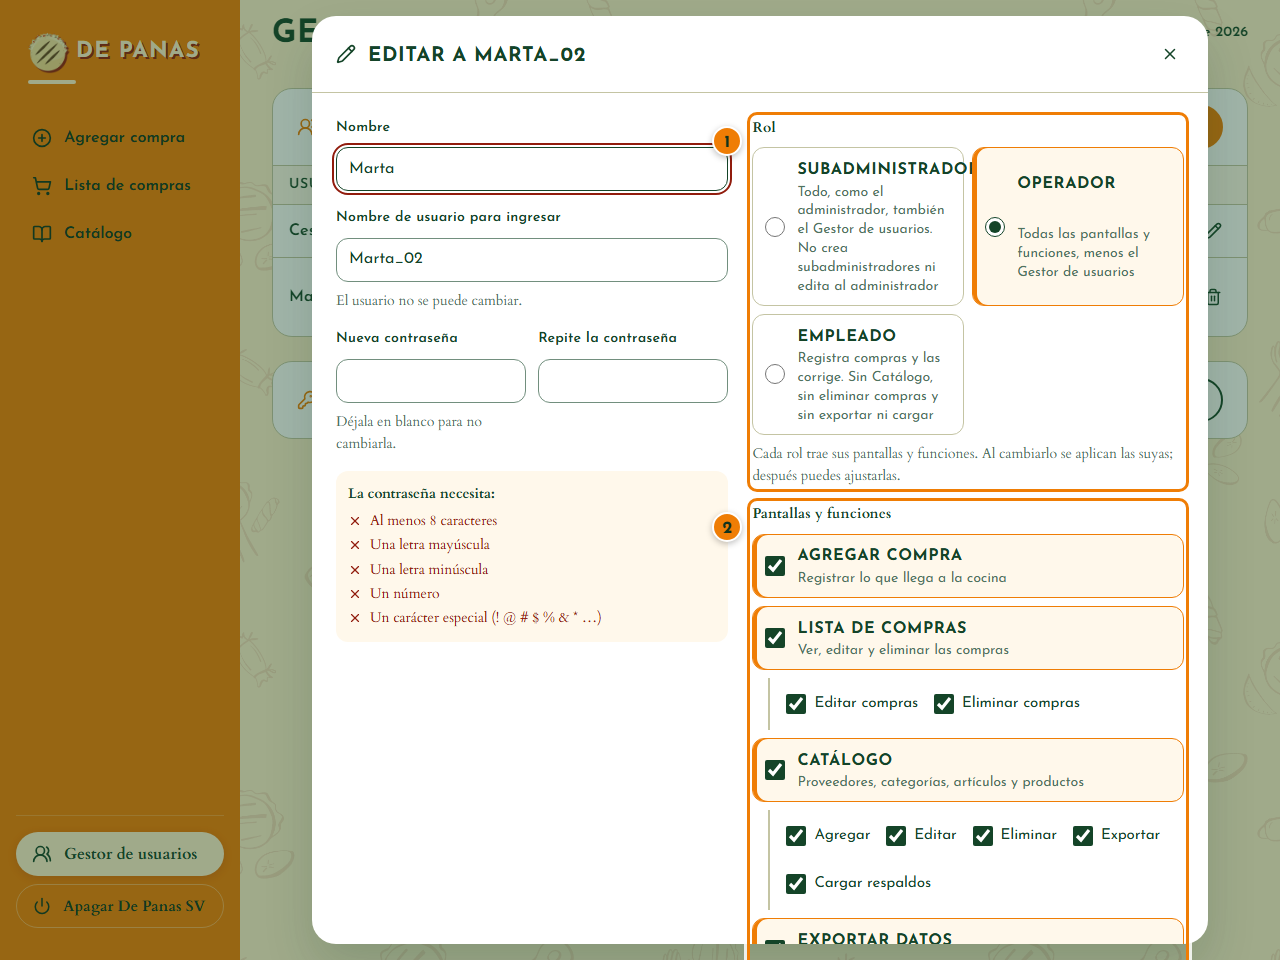 DE PANAS
Agregar compra
Lista de compras
Catálogo
Gestor de usuarios
Apagar De Panas SV
GE
2026
USU
Ces
Ma
EDITAR A MARTA_02
Nombre
Marta
Nombre de usuario para ingresar
Marta_02
El usuario no se puede cambiar.
Nueva contraseña
Repite la contraseña
Déjala en blanco para no
cambiarla.
La contraseña necesita:
Al menos 8 caracteres
Una letra mayúscula
Una letra minúscula
Un número
Un carácter especial (! @ # $ % & * …)
1
Rol
SUBADMINISTRADOR
Todo, como el
administrador, también
el Gestor de usuarios.
No crea
subadministradores ni
edita al administrador
OPERADOR
Todas las pantallas y
funciones, menos el
Gestor de usuarios
EMPLEADO
Registra compras y las
corrige. Sin Catálogo,
sin eliminar compras y
sin exportar ni cargar
Cada rol trae sus pantallas y funciones. Al cambiarlo se aplican las suyas;
después puedes ajustarlas.
2
Pantallas y funciones
AGREGAR COMPRA
Registrar lo que llega a la cocina
LISTA DE COMPRAS
Ver, editar y eliminar las compras
Editar compras
Eliminar compras
CATÁLOGO
Proveedores, categorías, artículos y productos
Agregar
Editar
Eliminar
Exportar
Cargar respaldos
EXPORTAR DATOS